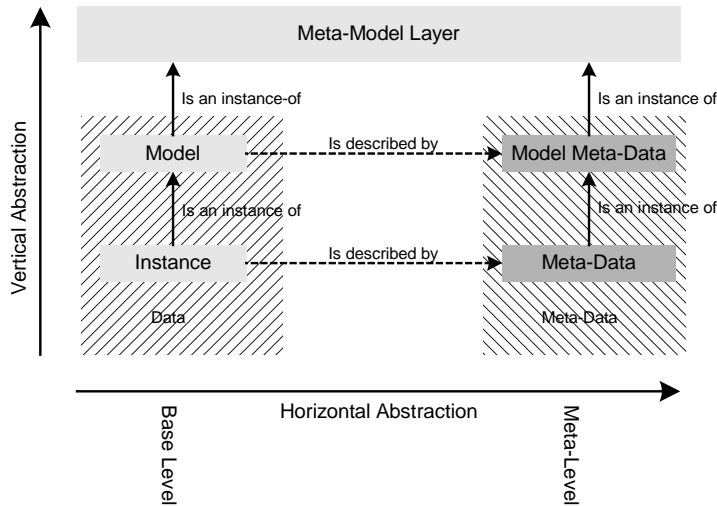 Meta-Model Layer
Is an instance-of
Is an instance of
Model
Is described by
Model Meta-Data
Is an instance of
Is an instance of
Instance
Is described by
Meta-Data
Data
Meta-Data
Vertical Abstraction
Horizontal Abstraction
Base Level
Meta-Level